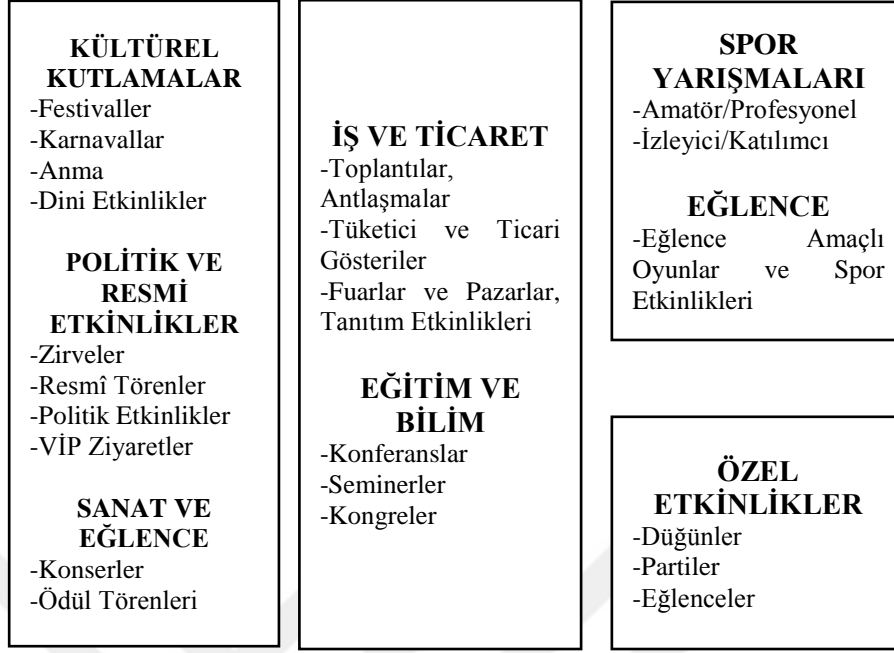 KÜLTÜREL
KUTLAMALAR
-Festivaller
-Karnavallar
-Anma
-Dini Etkinlikler
POLİTİK VE
RESMİ
ETKİNLİKLER
-Zirveler
-Resmî Törenler
-Politik Etkinlikler
-VİP Ziyaretler
SANAT VE
EĞLENCE
-Konserler
-Ödül Törenleri
İŞ VE TİCARET
-Toplantılar,
Antlaşmalar
-Tüketici ve Ticari
Gösteriler
-Fuarlar ve Pazarlar,
Tanıtım Etkinlikleri
EĞİTİM VE
BİLİM
-Konferanslar
-Seminerler
-Kongreler
SPOR
YARIŞMALARI
-Amatör/Profesyonel
-İzleyici/Katılımcı
EĞLENCE
-Eğlence Amaçlı
Oyunlar ve Spor
Etkinlikleri
ÖZEL
ETKİNLİKLER
-Düğünler
-Partiler
-Eğlenceler